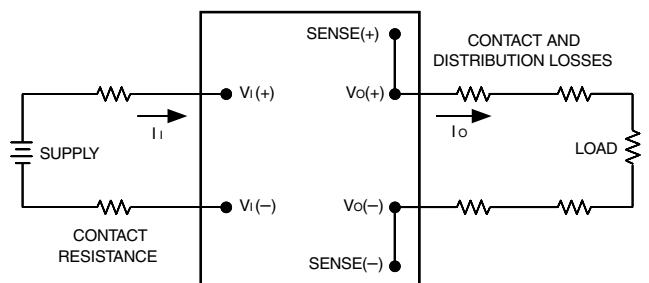 SENSE(+)
CONTACT AND
DISTRIBUTION LOSSES
VI(+)
VO(+)
II
IO
SUPPLY
LOAD
VI(–)
VO(–)
CONTACT
RESISTANCE
SENSE(–)